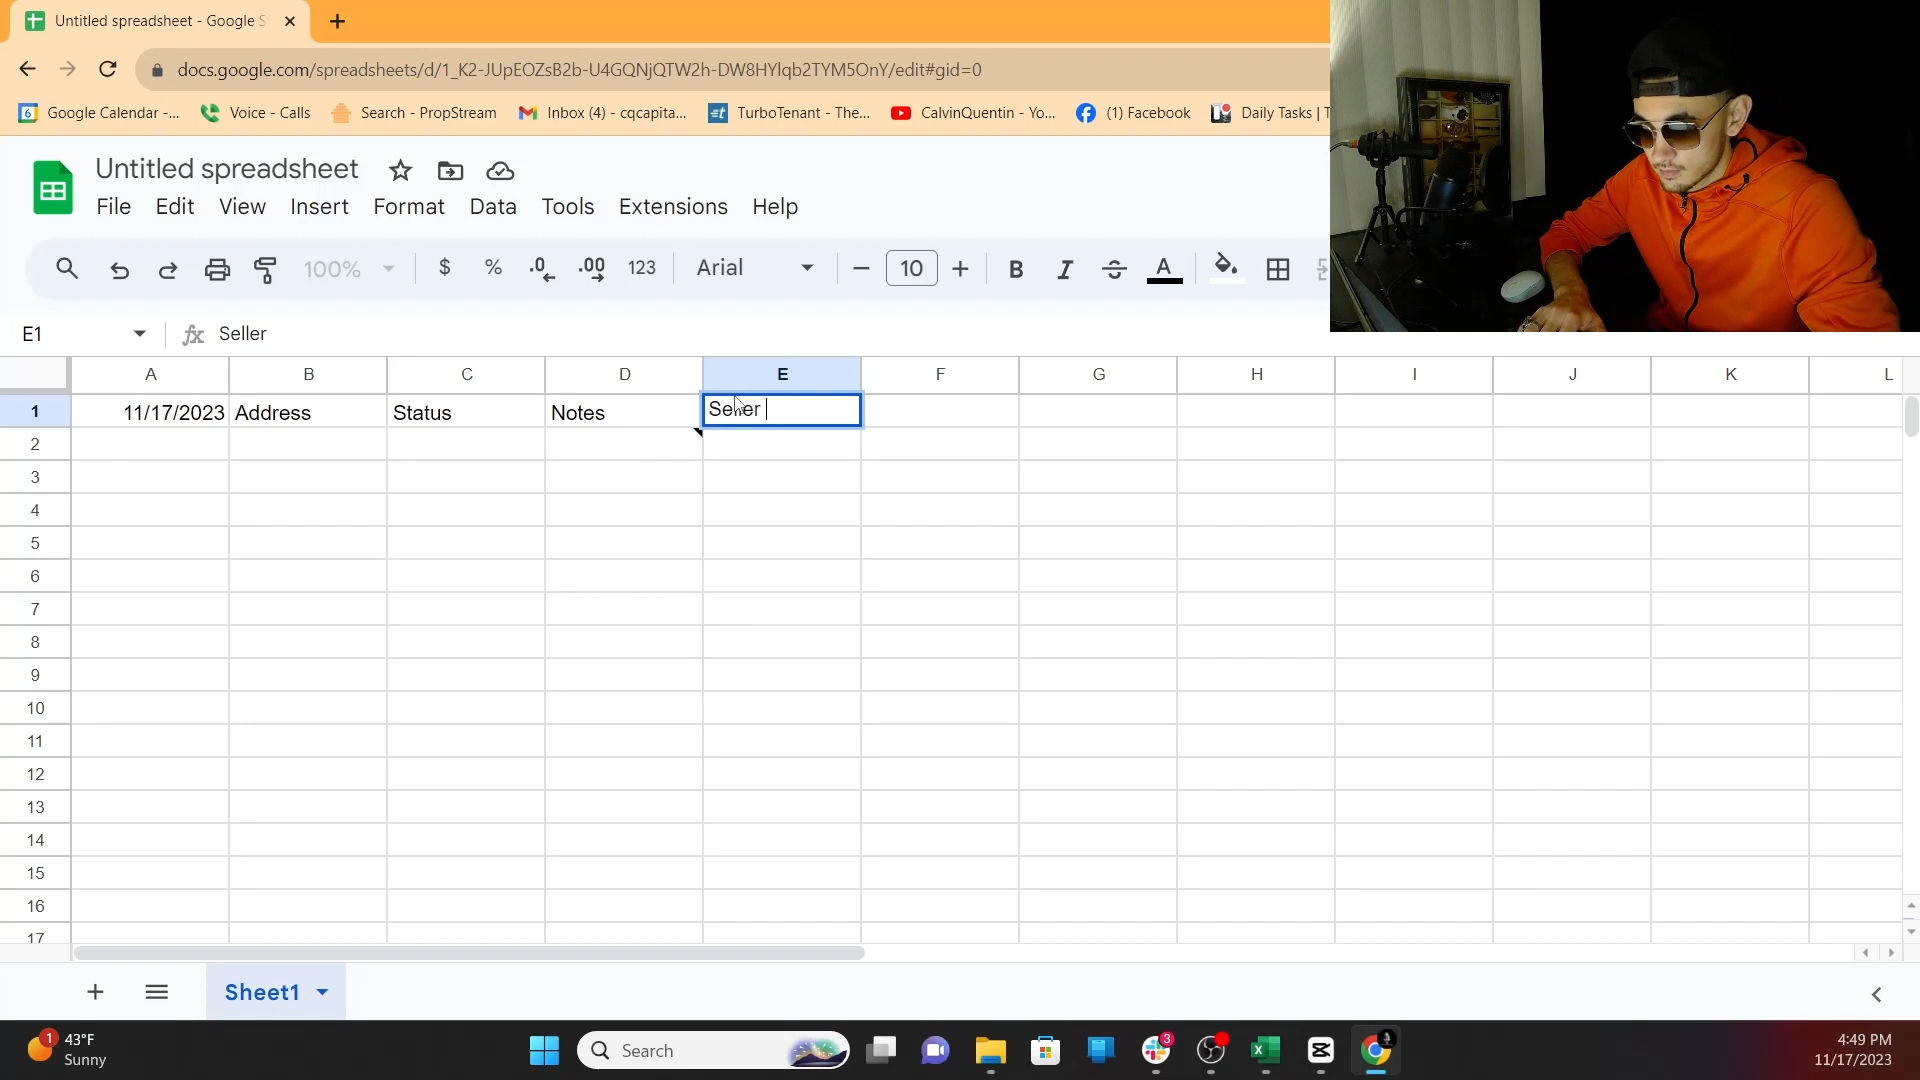 Untitled spreadsheet - Google S
docs.google.com/spreadsheets/d/1_K2-JUpEOZsB2b-U4GQNjQTW2h-DW8HYlqb2TYM5OnY/edit#gid=0
6 Google Calendar -... Voice - Calls Search - PropStream Inbox (4) - cqcapita... TurboTenant - The... CalvinQuentin - Yo... (1) Facebook Daily Tasks | T
Untitled spreadsheet
File Edit View Insert Format Data Tools Extensions Help
100% $ % .0 .00 123 Arial 10 B I S A
E1 fx Seller
A B C D E F G H I J K L
1 11/17/2023 Address Status Notes Seller
2
3
4
5
6
7
8
9
10
11
12
13
14
15
16
17
Sheet1
1 43°F Search 3 4:49 PM
Sunny 11/17/2023